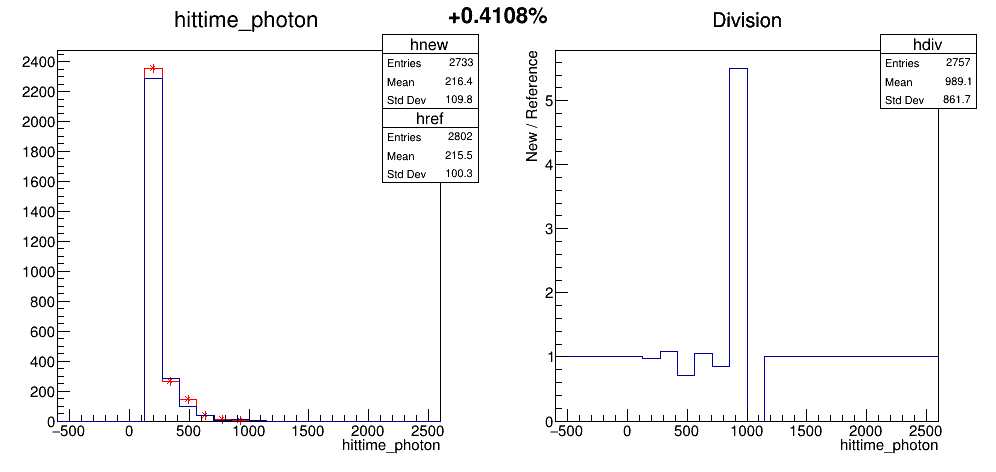 hittime_photon
+0.4108%
Division
hnew
Entries 2733
Mean 216.4
Std Dev 109.8
href
Entries 2802
Mean 215.5
Std Dev 100.3
2400
2200
2000
1800
1600
1400
1200
1000
800
600
400
200
0
−500 0 500 1000 1500 2000 2500
hittime_photon
hdiv
Entries 2757
Mean 989.1
Std Dev 861.7
New / Reference
5
4
3
2
1
0
−500 0 500 1000 1500 2000 2500
hittime_photon